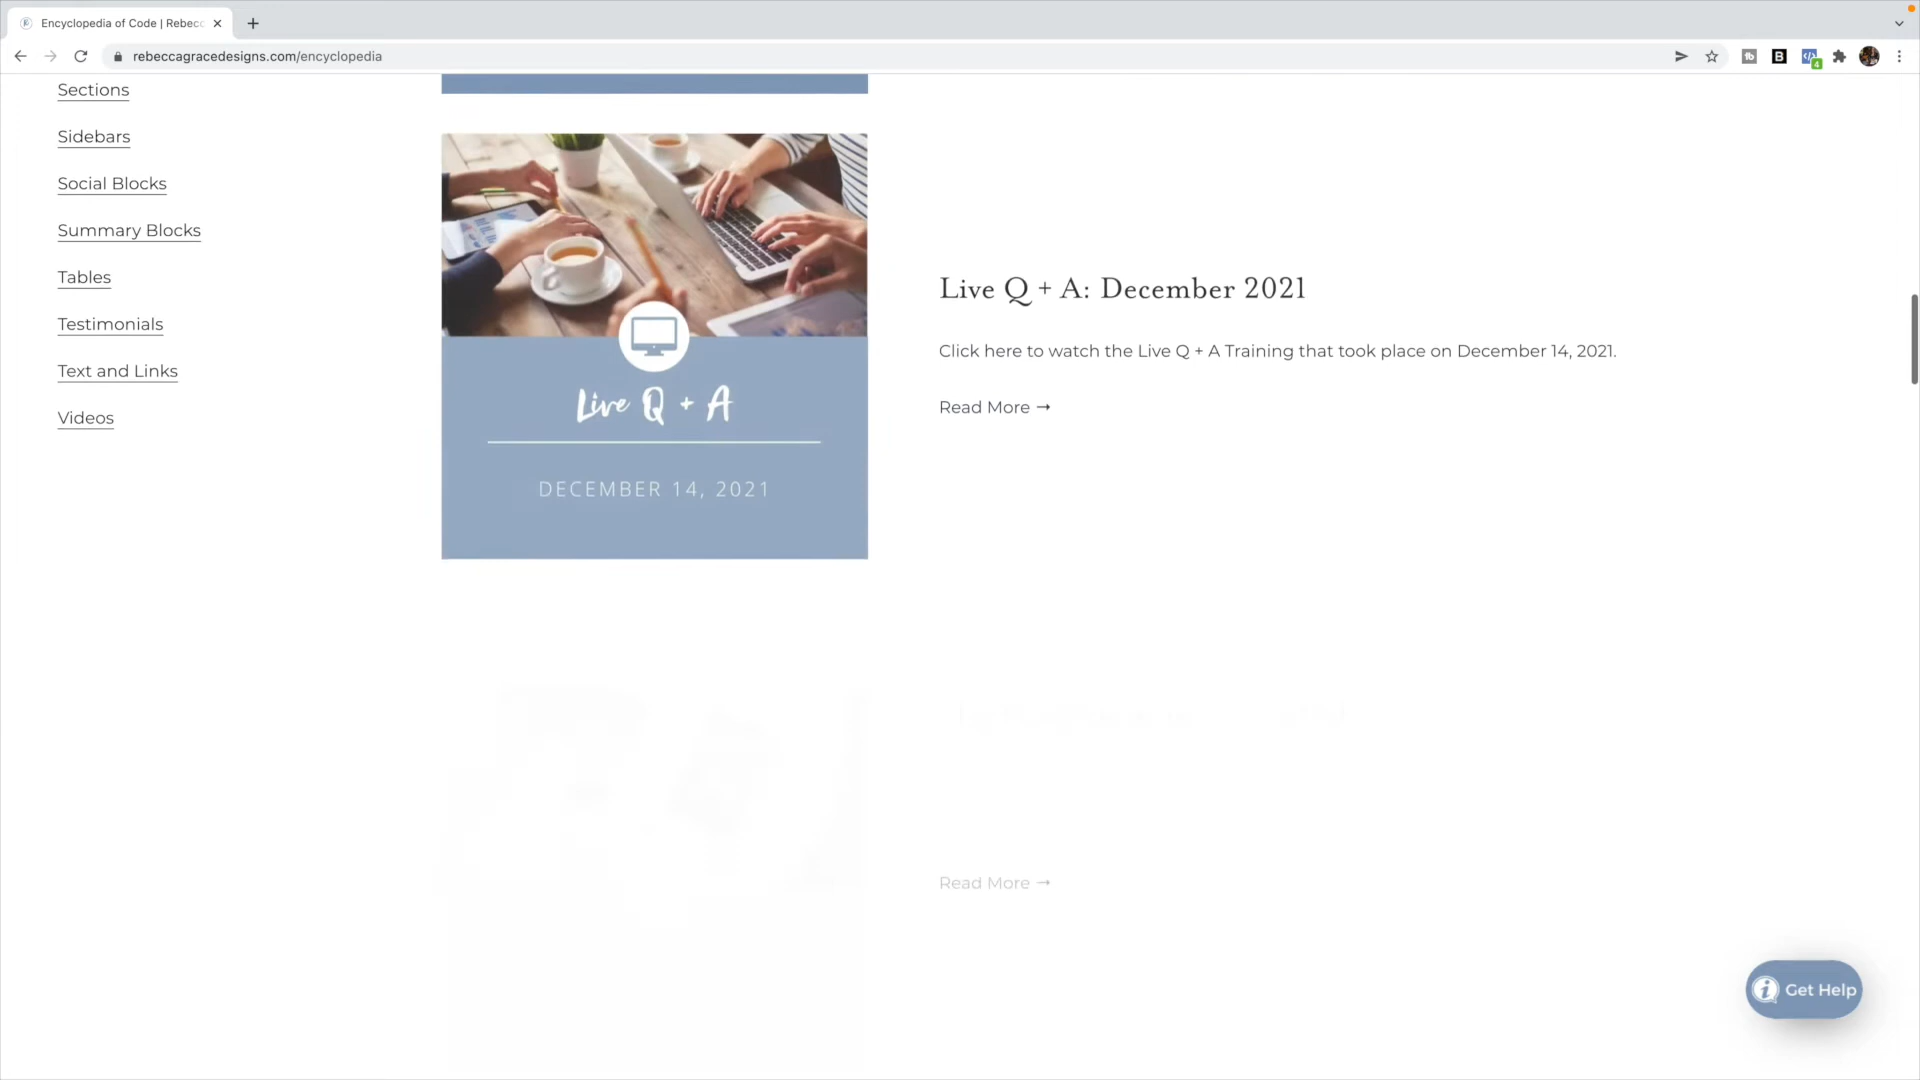 Encyclopedia of Code | Rebecc
rebeccagracedesigns.com/encyclopedia
4
Sections
Sidebars
Social Blocks
Summary Blocks
Tables
Testimonials
Text and Links
Videos
Live Q + A
DECEMBER 14, 2021
Live Q + A: December 2021
Click here to watch the Live Q + A Training that took place on December 14, 2021.
Read More →
Read More →
Get Help